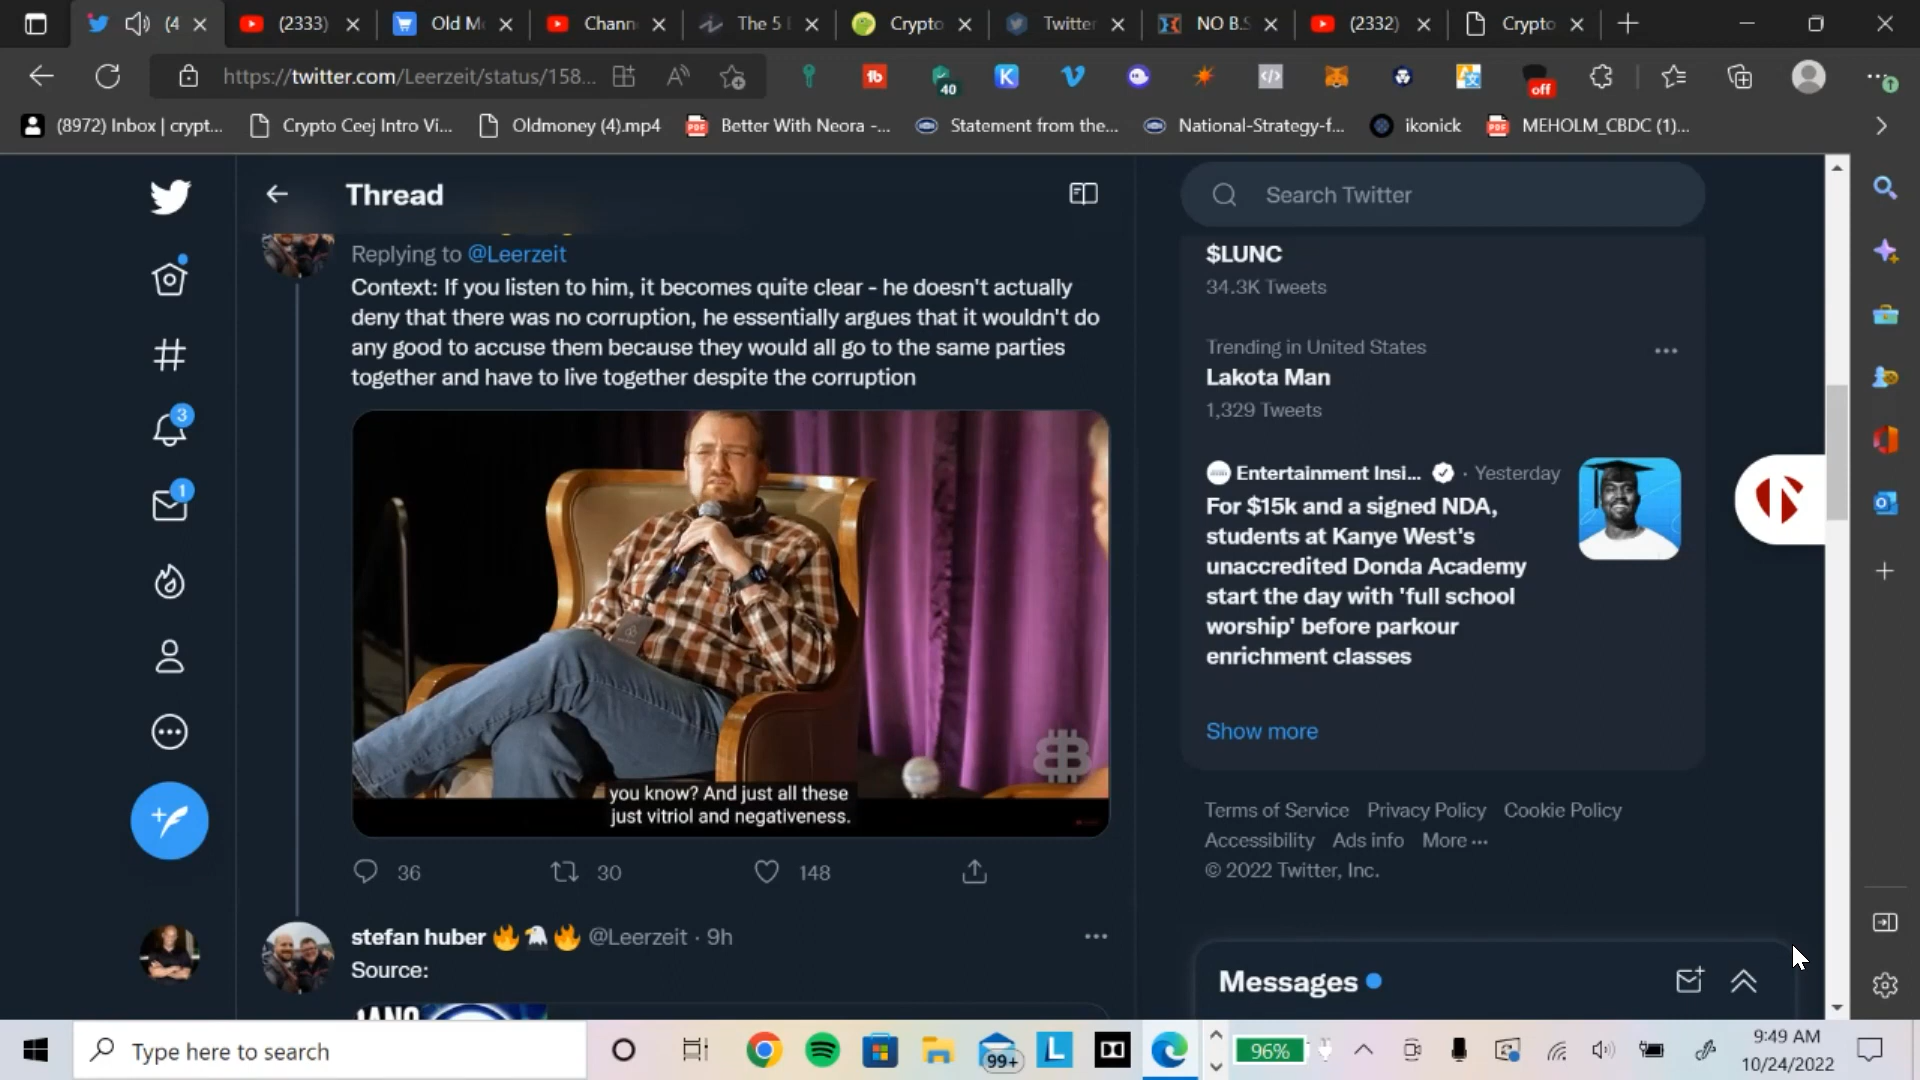 (4
(2333)
Old M
Chann
The 5
Crypto
Twitter
NO B.S
(2332)
Crypto
https://twitter.com/Leerzeit/status/158...
40
off
(8972) Inbox | crypt...
Crypto Ceej Intro Vi...
Oldmoney (4).mp4
Better With Neora -...
Statement from the...
National-Strategy-f...
ikonick
MEHOLM_CBDC (1)...
Thread
Search Twitter
Replying to @Leerzeit
Context: If you listen to him, it becomes quite clear - he doesn't actually
deny that there was no corruption, he essentially argues that it wouldn't do
any good to accuse them because they would all go to the same parties
together and have to live together despite the corruption
you know? And just all these
just vitriol and negativeness.
36
30
148
stefan huber 🔥🦅🔥 @Leerzeit · 9h
Source:
$LUNC
34.3K Tweets
Trending in United States
Lakota Man
1,329 Tweets
Entertainment Insi... · Yesterday
For $15k and a signed NDA,
students at Kanye West's
unaccredited Donda Academy
start the day with 'full school
worship' before parkour
enrichment classes
Show more
Terms of Service Privacy Policy Cookie Policy
Accessibility Ads info More ···
© 2022 Twitter, Inc.
Messages
3
1
Type here to search
99+
96%
9:49 AM
10/24/2022